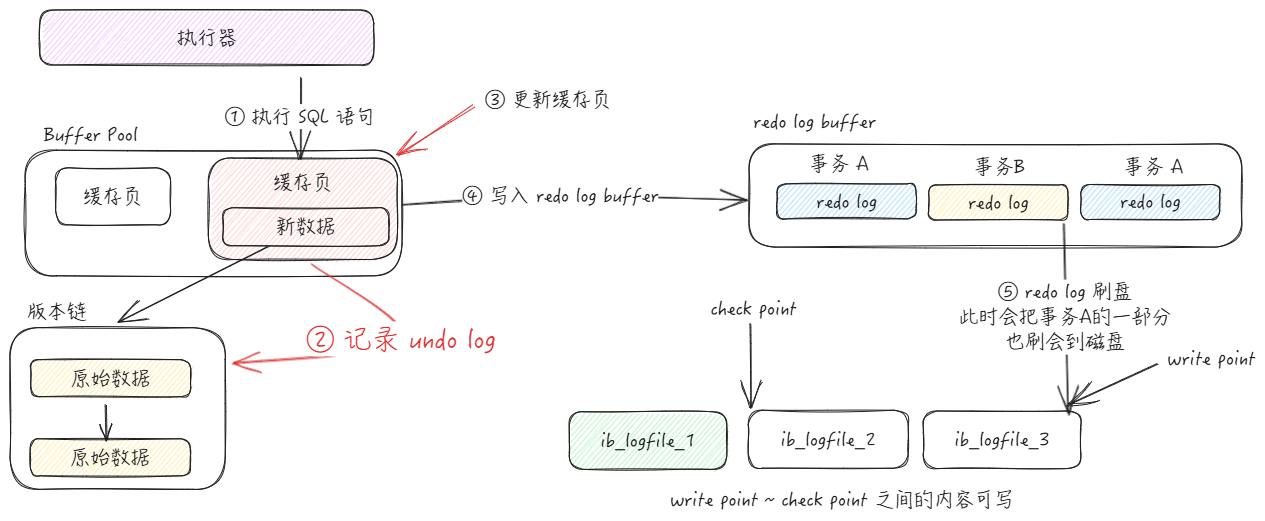 执行器
① 执行 SQL 语句
③ 更新缓存页
Buffer Pool
缓存页
缓存页
新数据
④ 写入 redo log buffer
redo log buffer
事务 A
事务B
事务 A
redo log
redo log
redo log
版本链
② 记录 undo log
原始数据
原始数据
⑤ redo log 刷盘
此时会把事务A的一部分
也刷会到磁盘
check point
write point
ib_logfile_1
ib_logfile_2
ib_logfile_3
write point ~ check point 之间的内容可写